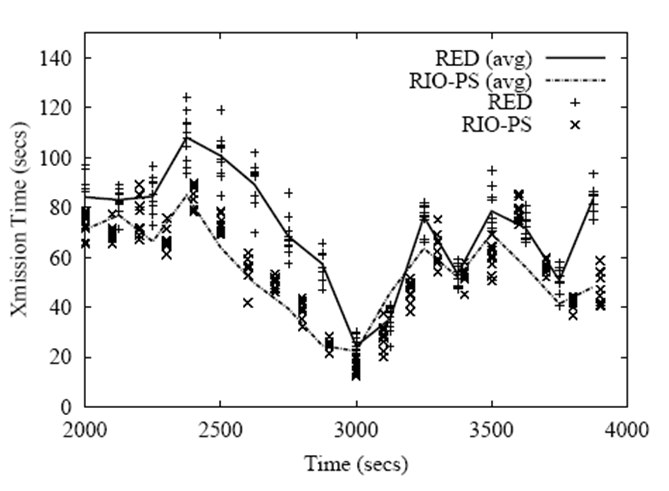 140
120
100
80
60
40
20
0
Xmission Time (secs)
RED (avg)
RIO-PS (avg)
RED
RIO-PS
2000 2500 3000 3500 4000
Time (secs)